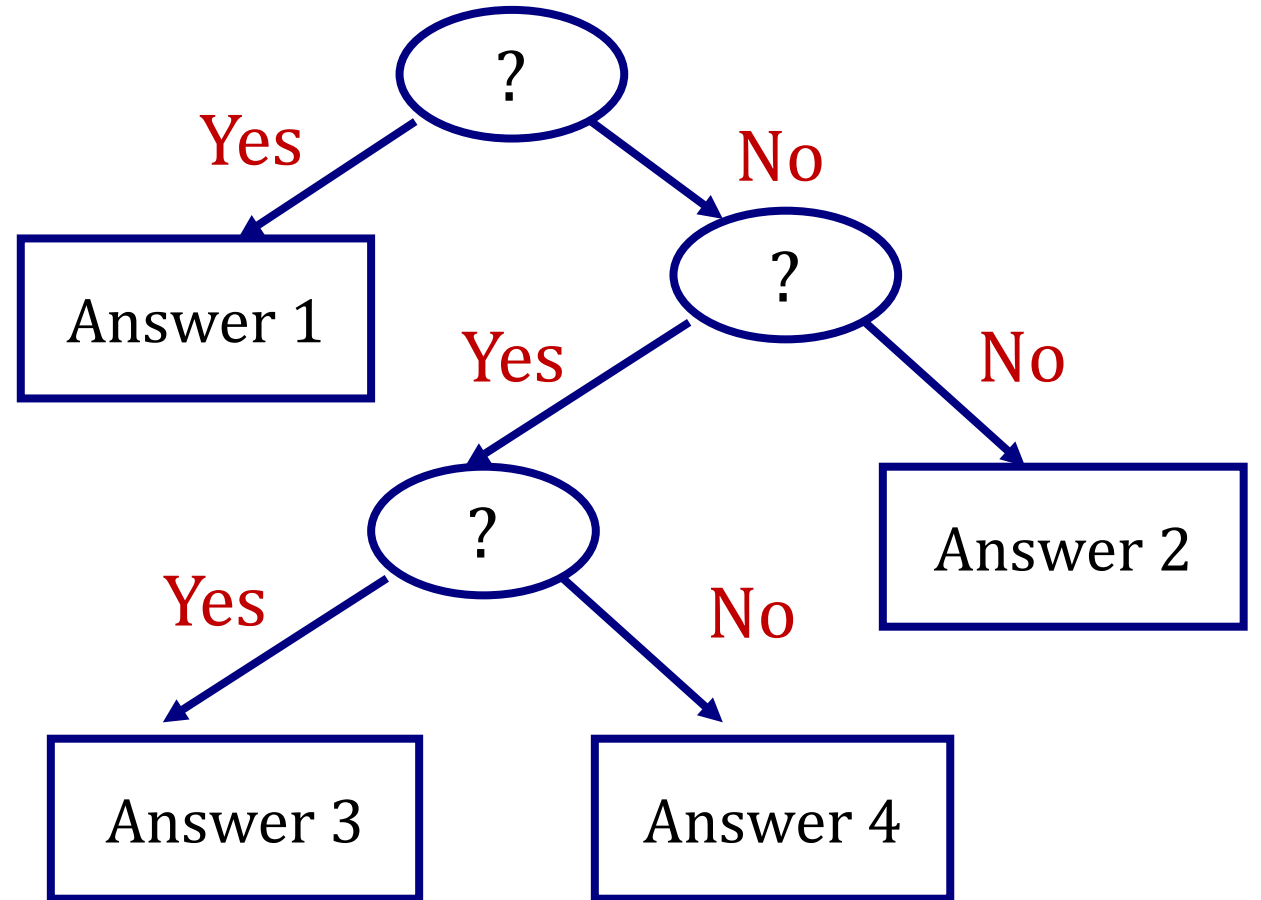 ?
Yes
No
Answer 1
?
Yes
No
?
Answer 2
Yes
No
Answer 3
Answer 4